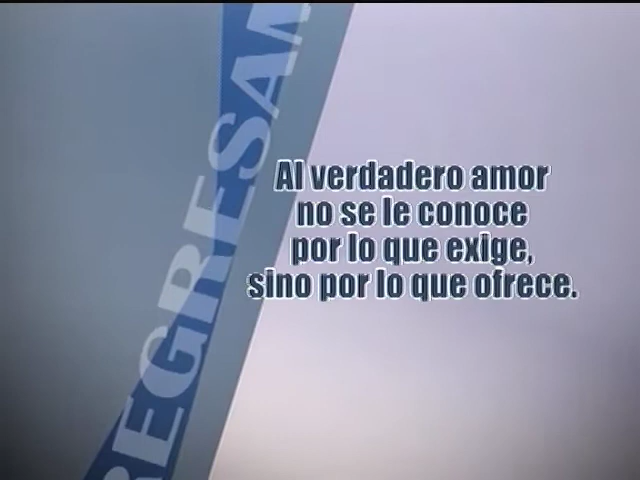 REGRESAM
Al verdadero amor
no se le conoce
por lo que exige,
sino por lo que ofrece.